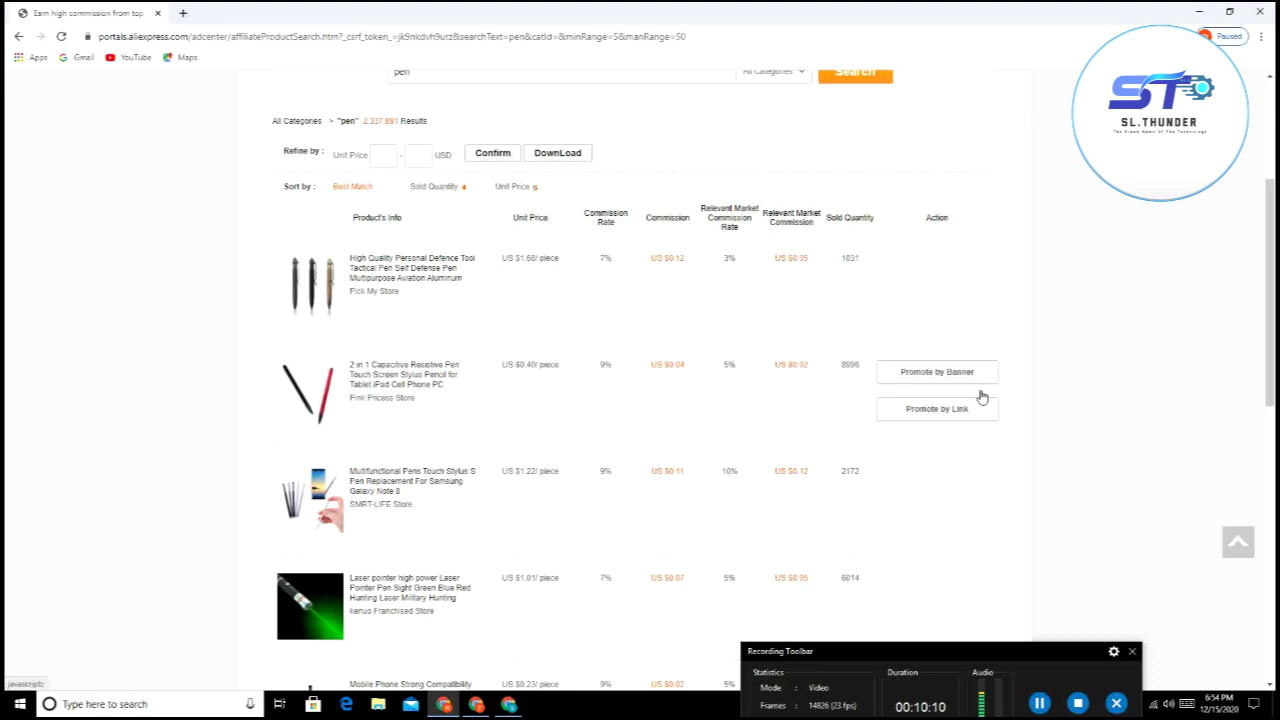 Earn high commission from top
portals.aliexpress.com/adcenter/affiliateProductSearch.htm?_csrf_token_=jk9nkdvh9urz&searchText=pen&catId=&minRange=5&manRange=50
Paused
Apps
Gmail
YouTube
Maps
ST
SL.THUNDER
The Brand Name Of The Technology
pen
All Categories
Search
All Categories > "pen" 2,337,891 Results
Refine by :
Unit Price
-
USD
Confirm
DownLoad
Sort by :
Best Match
Sold Quantity
Unit Price
Product's Info
Unit Price
Commission
Rate
Commission
Relevant Market
Commission
Rate
Relevant Market
Commission
Sold Quantity
Action
High Quality Personal Defence Tool
Tactical Pen Self Defense Pen
Multipurpose Aviation Aluminum
Pick My Store
US $1.68/ piece
7%
US $0.12
3%
US $0.05
1031
2 in 1 Capacitive Resistive Pen
Touch Screen Stylus Pencil for
Tablet iPad Cell Phone PC
Pink Pricess Store
US $0.40/ piece
9%
US $0.04
5%
US $0.02
8996
Promote by Banner
Promote by Link
Multifunctional Pens Touch Stylus S
Pen Replacement For Samsung
Galaxy Note 8
SMRT-LIFE Store
US $1.22/ piece
9%
US $0.11
10%
US $0.12
2172
Laser pointer high power Laser
Pointer Pen Sight Green Blue Red
Hunting Laser Military Hunting
kenuo Franchised Store
US $1.01/ piece
7%
US $0.07
5%
US $0.05
6014
Mobile Phone Strong Compatibility
US $0.23/ piece
9%
US $0.02
5%
javascript:
Recording Toolbar
Statistics
Mode : Video
Frames : 14826 (23 fps)
Duration
00:10:10
Audio
Type here to search
6:54 PM
12/15/2020